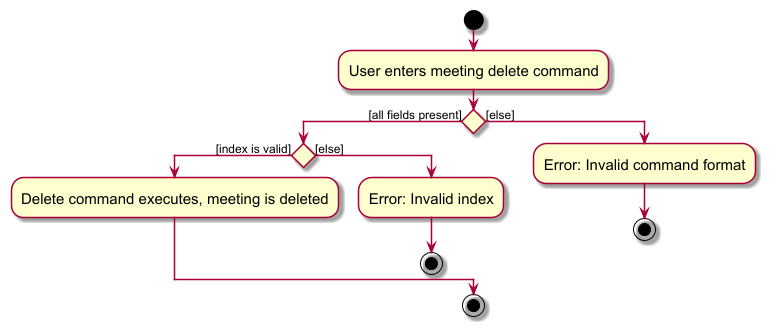 User enters meeting delete command
[all fields present]
[else]
[index is valid]
[else]
Error: Invalid command format
Delete command executes, meeting is deleted
Error: Invalid index